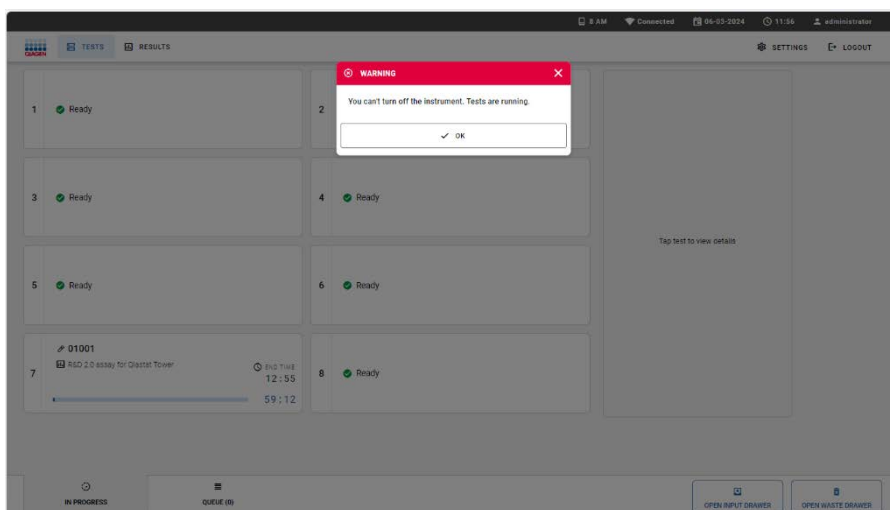 8 AM Connected 06-03-2024 11:56 administrator
QIAGEN TESTS RESULTS SETTINGS LOGOUT
WARNING
You can't turn off the instrument. Tests are running.
OK
1 Ready
2
3 Ready
4 Ready
Tap test to view details
5 Ready
6 Ready
7
01001
R&D 2.0 assay for Qiastat Tower
END TIME
12:55
59:12
8 Ready
IN PROGRESS
QUEUE (0)
OPEN INPUT DRAWER
OPEN WASTE DRAWER